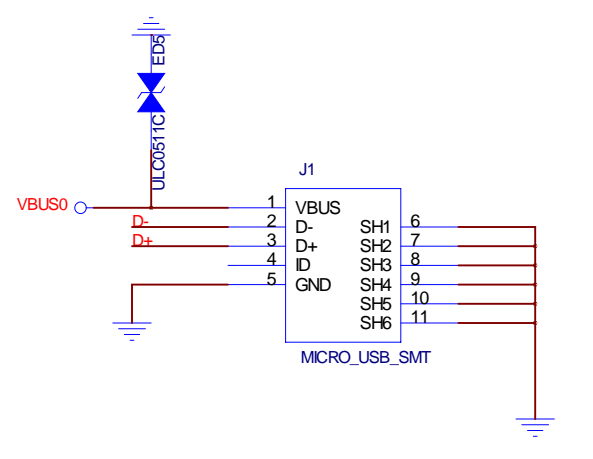 ED5
ULC0511C
J1
VBUS0
1 VBUS
D- 2 D- SH1 6
D+ 3 D+ SH2 7
4 ID SH3 8
5 GND SH4 9
SH5 10
SH6 11
MICRO_USB_SMT